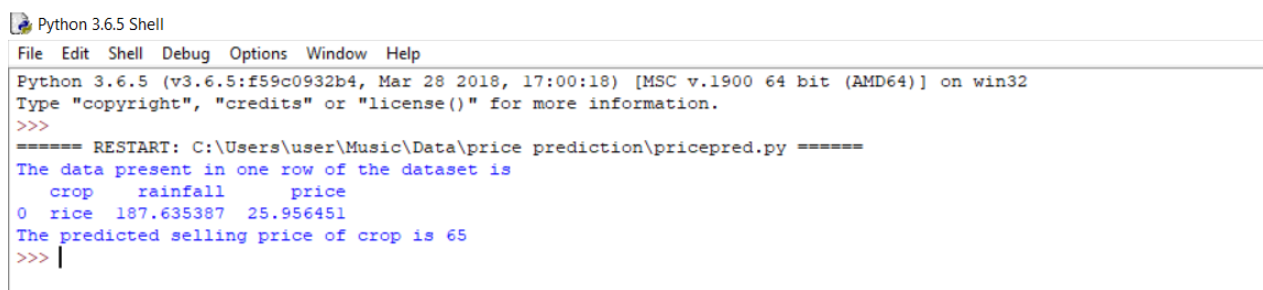 Python 3.6.5 Shell
File Edit Shell Debug Options Window Help
Python 3.6.5 (v3.6.5:f59c0932b4, Mar 28 2018, 17:00:18) [MSC v.1900 64 bit (AMD64)] on win32
Type "copyright", "credits" or "license()" for more information.
>>>
====== RESTART: C:\Users\user\Music\Data\price prediction\pricepred.py ======
The data present in one row of the dataset is
   crop    rainfall      price
0  rice  187.635387  25.956451
The predicted selling price of crop is 65
>>>